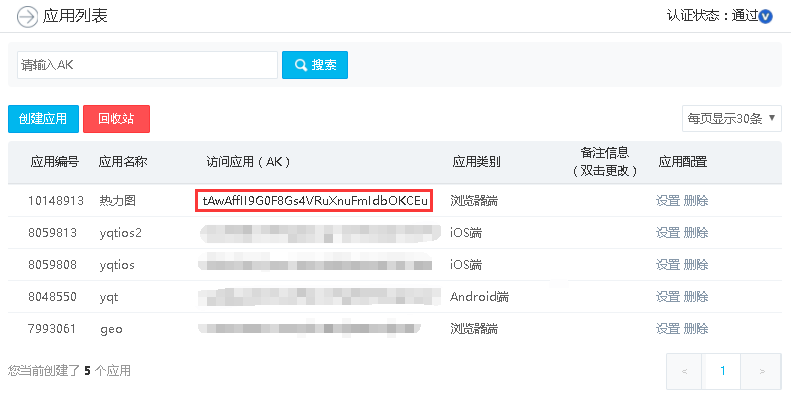 应用列表
认证状态：通过
请输入AK
搜索
创建应用 回收站 每页显示30条
应用编号 应用名称 访问应用（AK） 应用类别 备注信息（双击更改） 应用配置
10148913 热力图 tAwAffII9G0F8Gs4VRuXnuFmIdbOKCEu 浏览器端 设置 删除
8059813 yqtios2 iOS端 设置 删除
8059808 yqtios iOS端 设置 删除
8048550 yqt Android端 设置 删除
7993061 geo 浏览器端 设置 删除
您当前创建了 5 个应用
< 1 >